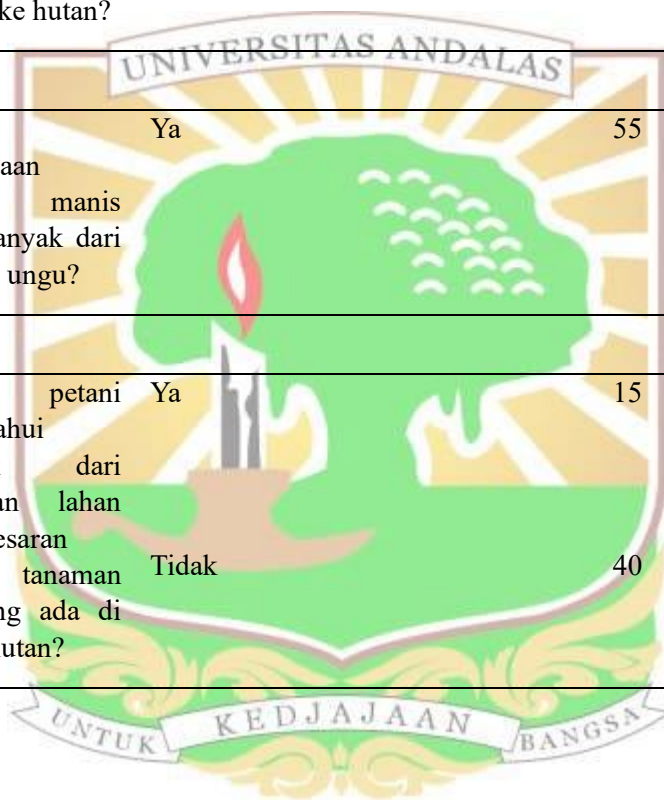 ke hutan?
UNIVERSITAS ANDALAS
Ya 55
aan
manis
anyak dari
ungu?
petani Ya 15
ahui
dari
an lahan
esaran
tanaman Tidak 40
ng ada di
utan?
UNTUK KEDJAJAAN BANGSA